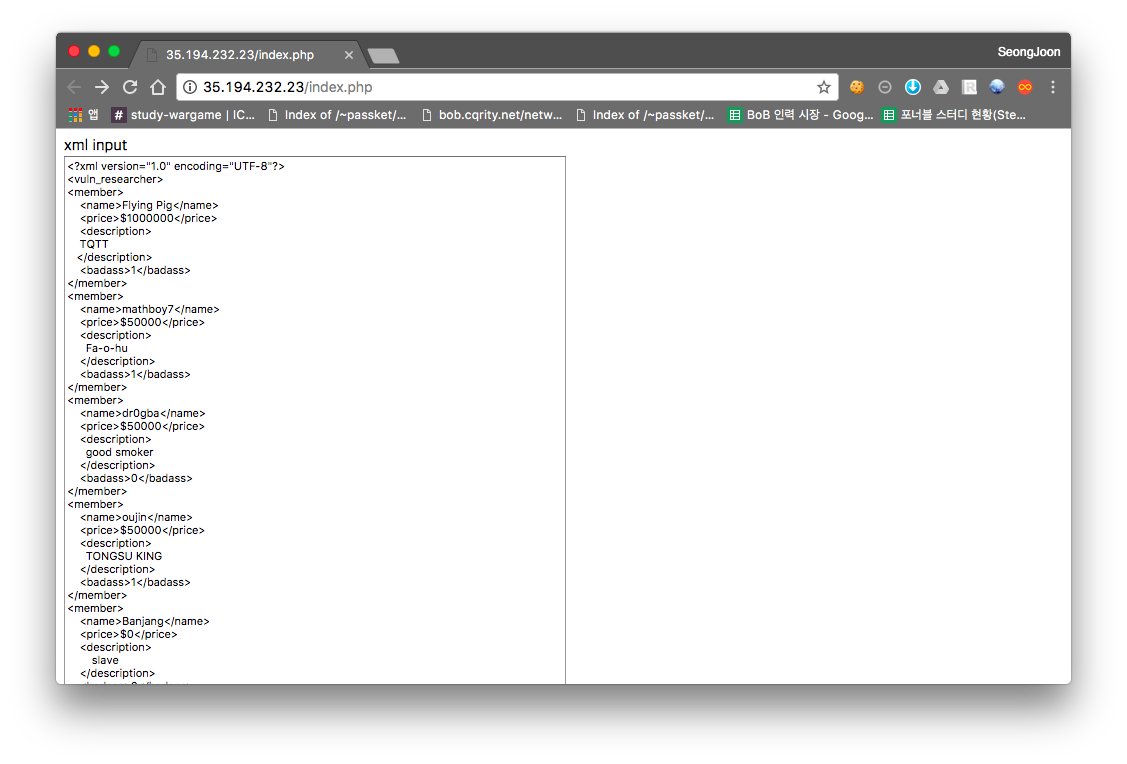 35.194.232.23/index.php
SeongJoon
35.194.232.23/index.php
앱 # study-wargame | IC... Index of /~passket/... bob.cqrity.net/netw... Index of /~passket/... BoB 인력 시장 - Goog... 포너블 스터디 현황(Ste...
xml input
<?xml version="1.0" encoding="UTF-8"?>
<vuln_researcher>
<member>
<name>Flying Pig</name>
<price>$1000000</price>
<description>
TQTT
</description>
<badass>1</badass>
</member>
<member>
<name>mathboy7</name>
<price>$50000</price>
<description>
Fa-o-hu
</description>
<badass>1</badass>
</member>
<member>
<name>dr0gba</name>
<price>$50000</price>
<description>
good smoker
</description>
<badass>0</badass>
</member>
<member>
<name>oujin</name>
<price>$50000</price>
<description>
TONGSU KING
</description>
<badass>1</badass>
</member>
<member>
<name>Banjang</name>
<price>$0</price>
<description>
slave
</description>